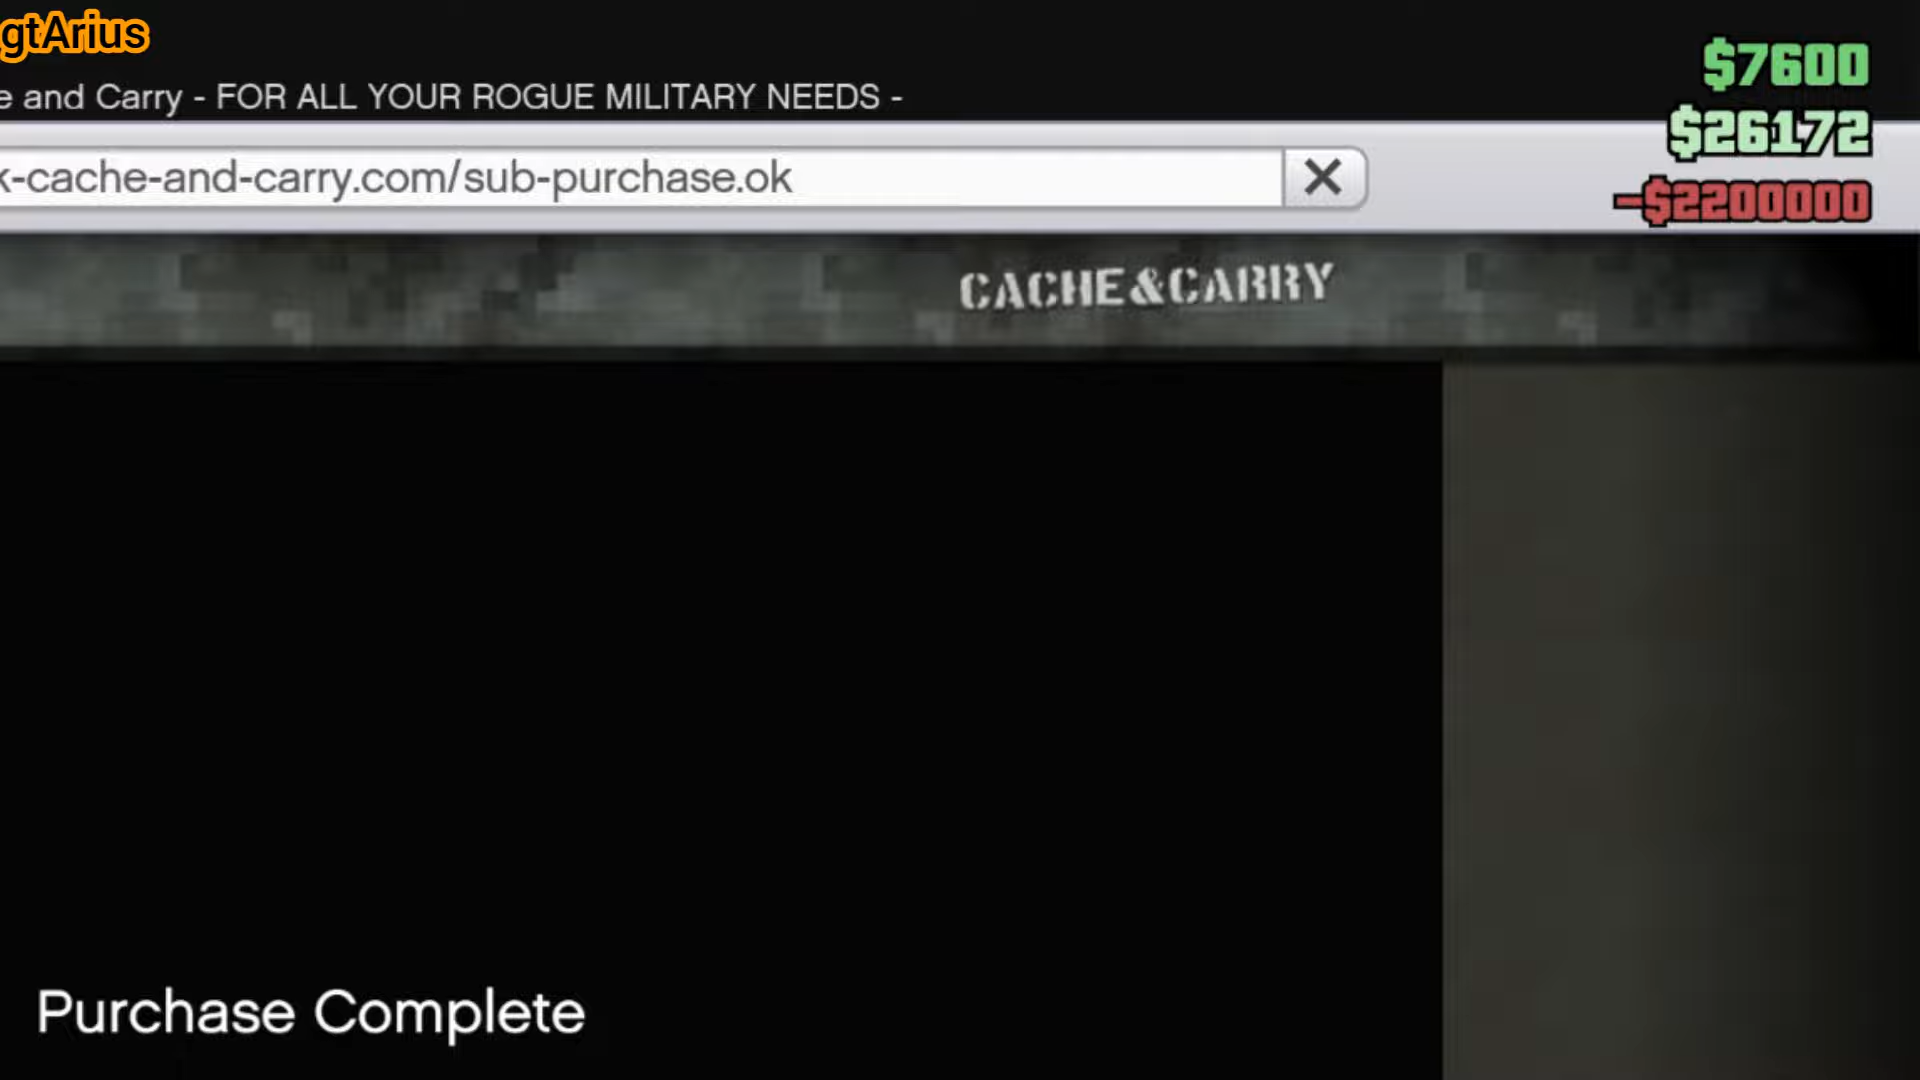 gtArius
$7600
e and Carry - FOR ALL YOUR ROGUE MILITARY NEEDS -
$26172
k-cache-and-carry.com/sub-purchase.ok
-$2200000
CACHE&CARRY
Purchase Complete